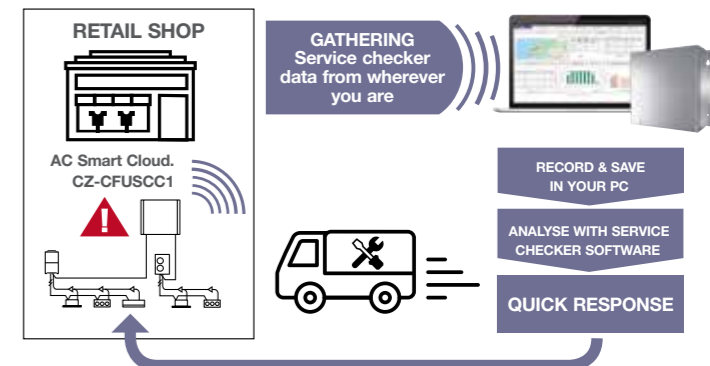 RETAIL SHOP
AC Smart Cloud.
CZ-CFUSCC1
GATHERING
Service checker
data from wherever
you are
RECORD & SAVE
IN YOUR PC
ANALYSE WITH SERVICE
CHECKER SOFTWARE
QUICK RESPONSE